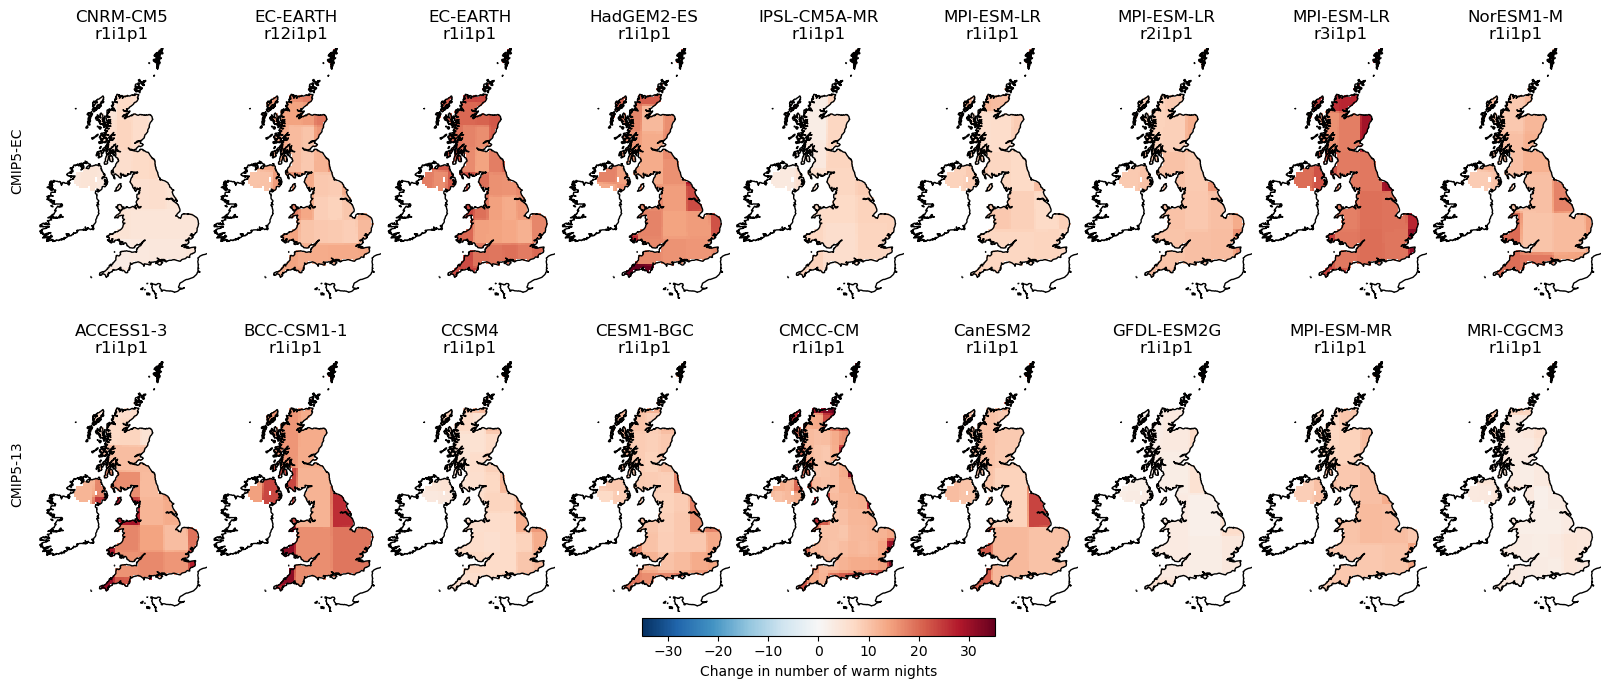 CNRM-CM5 EC-EARTH EC-EARTH HadGEM2-ES IPSL-CM5A-MR MPI-ESM-LR MPI-ESM-LR MPI-ESM-LR NorESM1-M
r1i1p1 r12i1p1 r1i1p1 r1i1p1 r1i1p1 r1i1p1 r2i1p1 r3i1p1 r1i1p1
CMIP5-EC
ACCESS1-3 BCC-CSM1-1 CCSM4 CESM1-BGC CMCC-CM CanESM2 GFDL-ESM2G MPI-ESM-MR MRI-CGCM3
r1i1p1 r1i1p1 r1i1p1 r1i1p1 r1i1p1 r1i1p1 r1i1p1 r1i1p1 r1i1p1
CMIP5-13
−30 −20 −10 0 10 20 30
Change in number of warm nights